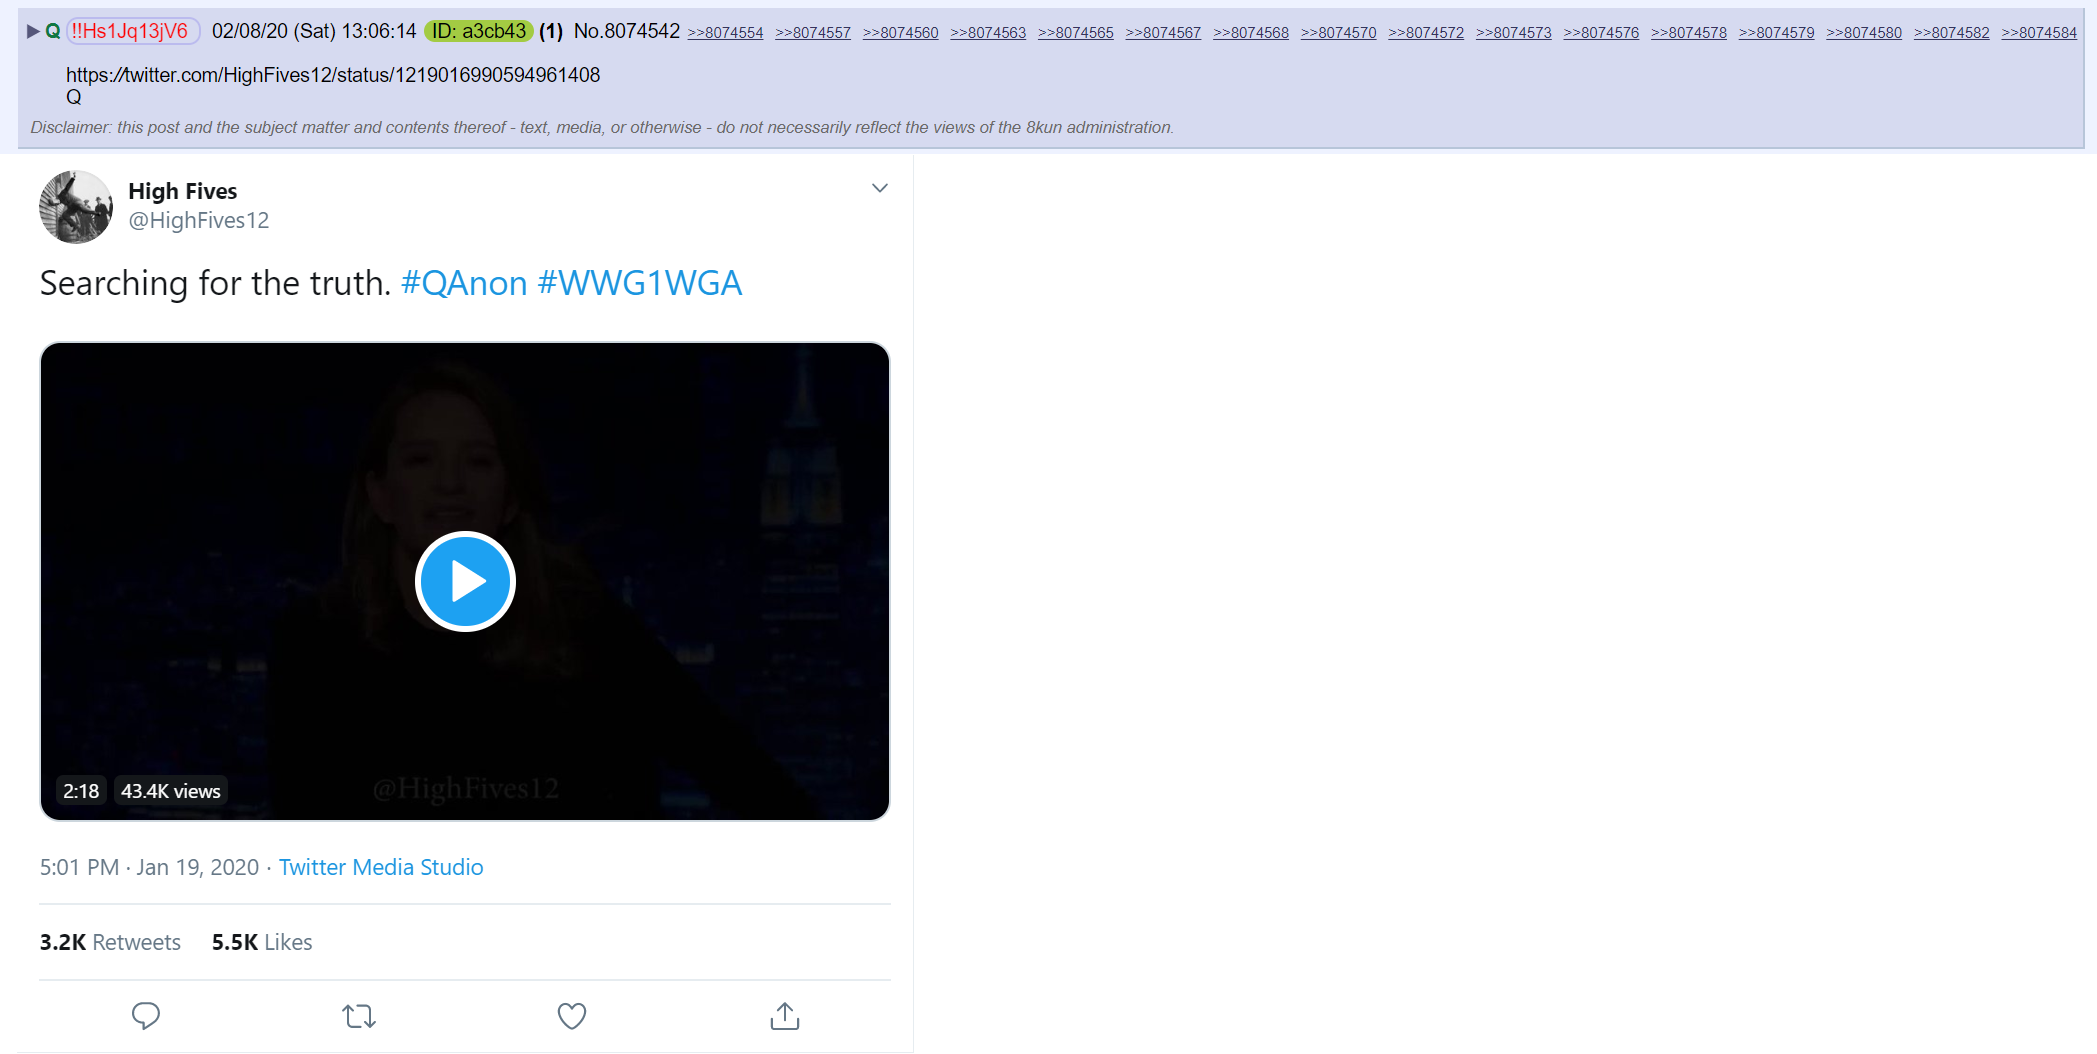 Q !!Hs1Jq13jV6 02/08/20 (Sat) 13:06:14 ID: a3cb43 (1) No.8074542 >>8074554 >>8074557 >>8074560 >>8074563 >>8074565 >>8074567 >>8074568 >>8074570 >>8074572 >>8074573 >>8074576 >>8074578 >>8074579 >>8074580 >>8074582 >>8074584
https://twitter.com/HighFives12/status/1219016990594961408
Q
Disclaimer: this post and the subject matter and contents thereof - text, media, or otherwise - do not necessarily reflect the views of the 8kun administration.
High Fives
@HighFives12
Searching for the truth. #QAnon #WWG1WGA
2:18 43.4K views
@HighFives12
5:01 PM · Jan 19, 2020 · Twitter Media Studio
3.2K Retweets 5.5K Likes